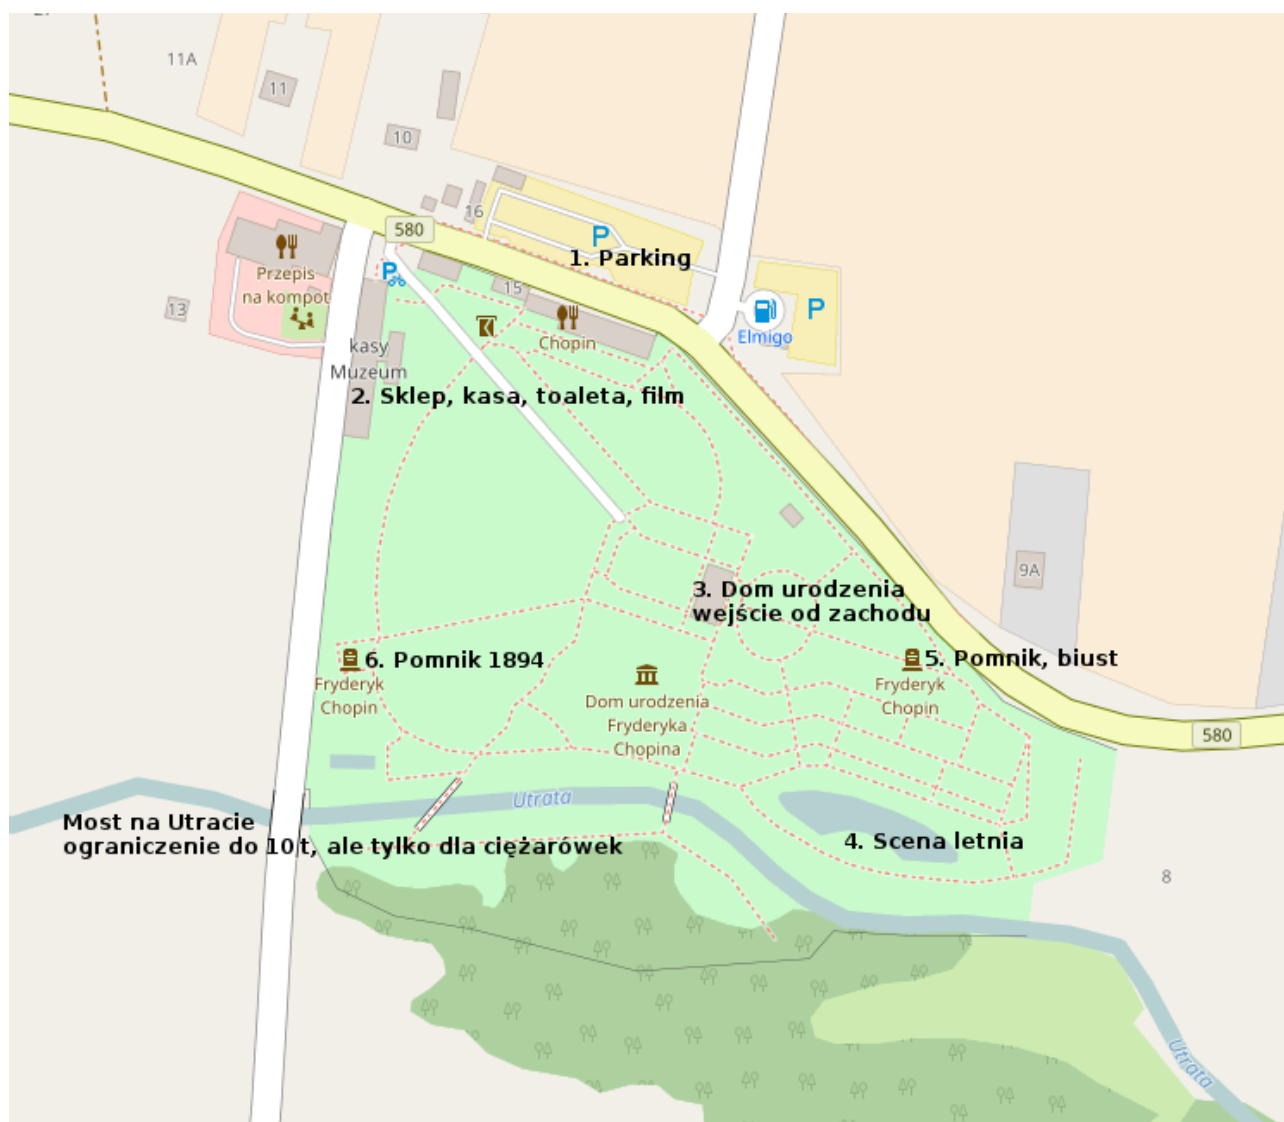 11A
11
10
16
580
1. Parking
Przepis
na kompot
13
15
Chopin
Elmigo
kasy
Muzeum
2. Sklep, kasa, toaleta, film
9A
3. Dom urodzenia
wejście od zachodu
6. Pomnik 1894
Fryderyk
Chopin
5. Pomnik, biust
Fryderyk
Chopin
Dom urodzenia
Fryderyka
Chopina
580
Utrata
Most na Utracie
ograniczenie do 10 t, ale tylko dla ciężarówek
4. Scena letnia
8
Utrata